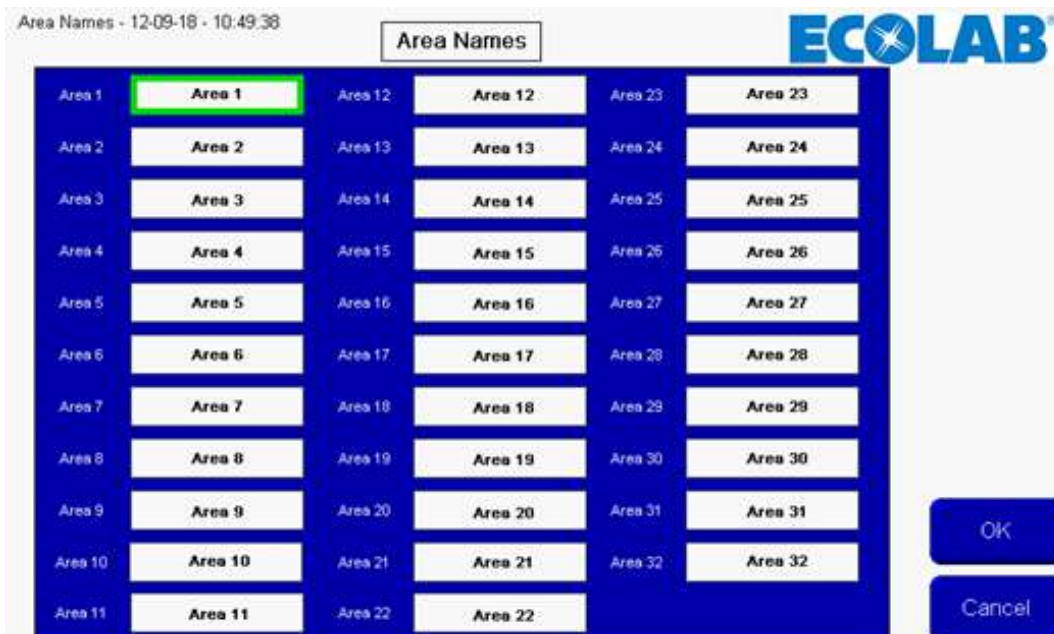 Area Names - 12-09-18 - 10:49:38
Area Names
ECOLAB®
Area 1 Area 1 Area 12 Area 12 Area 23 Area 23
Area 2 Area 2 Area 13 Area 13 Area 24 Area 24
Area 3 Area 3 Area 14 Area 14 Area 25 Area 25
Area 4 Area 4 Area 15 Area 15 Area 26 Area 26
Area 5 Area 5 Area 16 Area 16 Area 27 Area 27
Area 6 Area 6 Area 17 Area 17 Area 28 Area 28
Area 7 Area 7 Area 18 Area 18 Area 29 Area 29
Area 8 Area 8 Area 19 Area 19 Area 30 Area 30
Area 9 Area 9 Area 20 Area 20 Area 31 Area 31
OK
Area 10 Area 10 Area 21 Area 21 Area 32 Area 32
Area 11 Area 11 Area 22 Area 22
Cancel